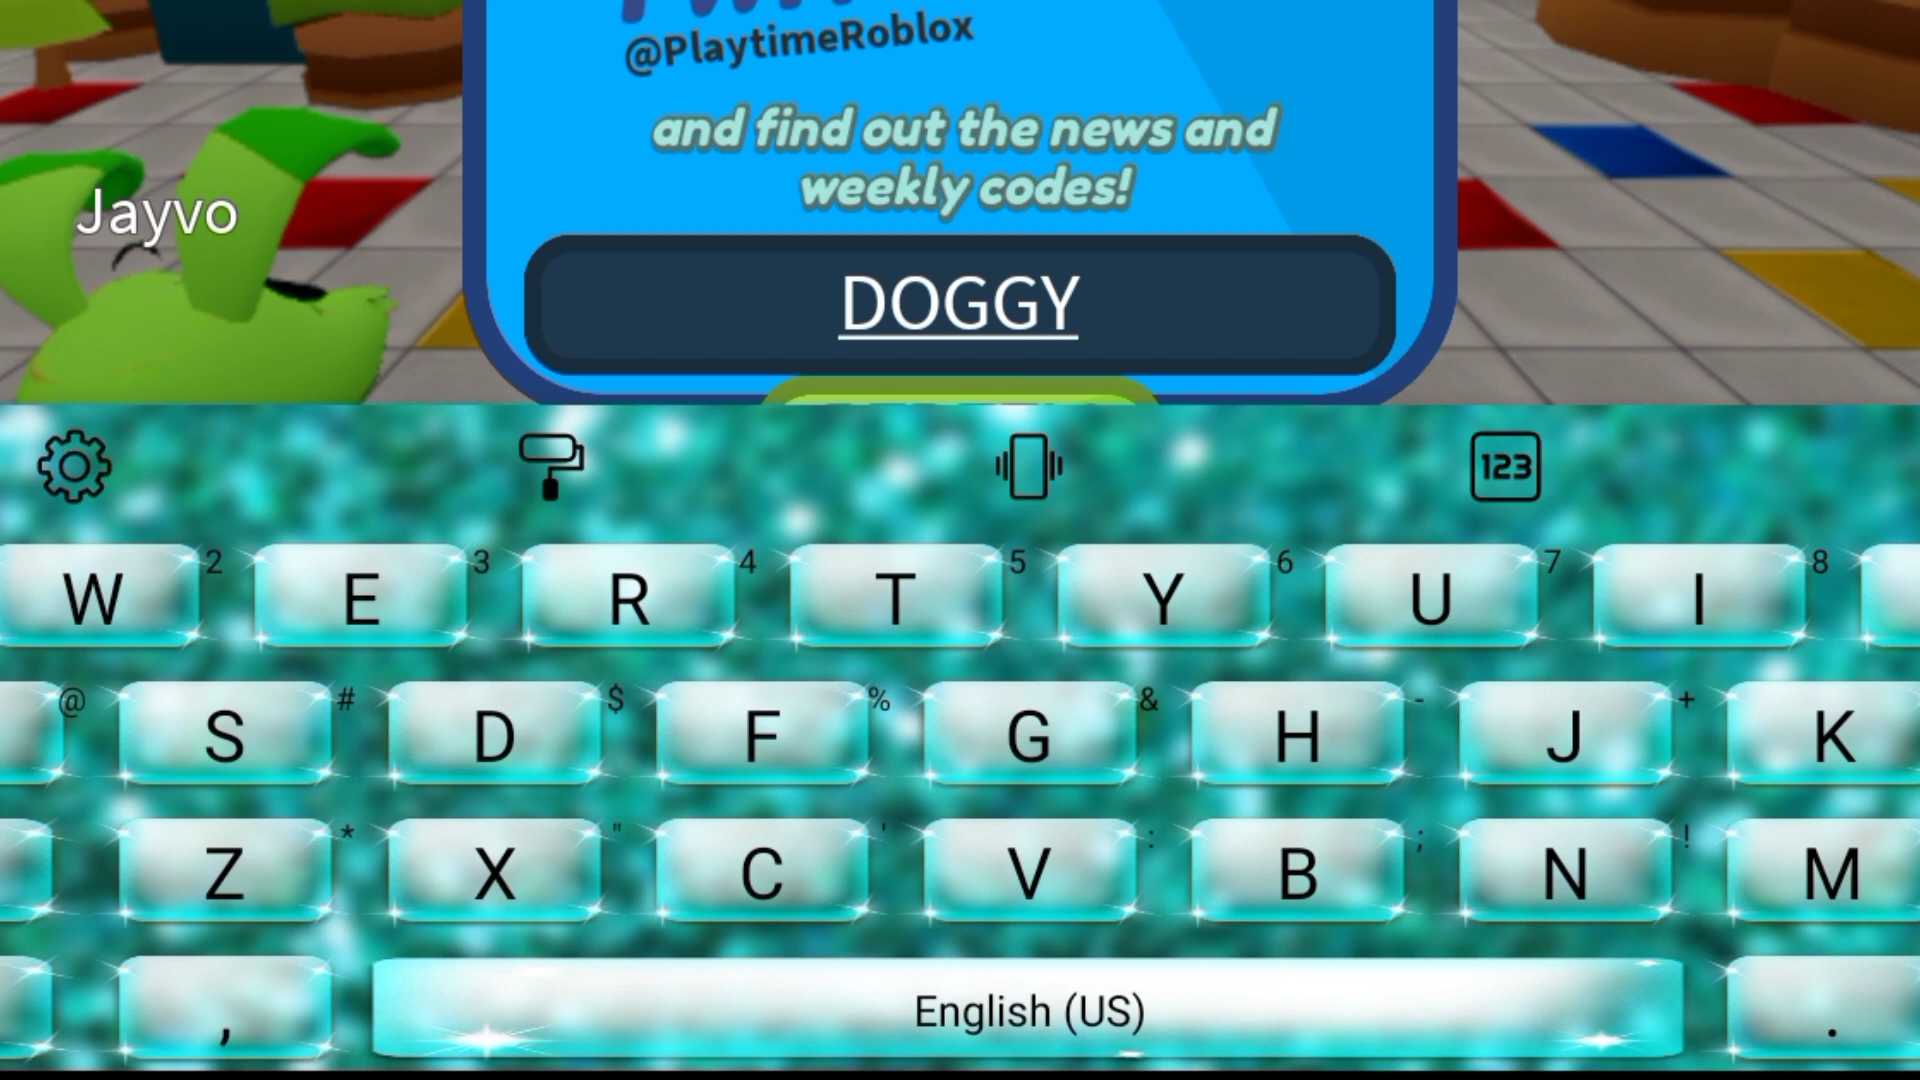 @PlaytimeRoblox
and find out the news and
weekly codes!
Jayvo
DOGGY
123
W 2 E 3 R 4 T 5 Y 6 U 7 I 8
@ S # D $ F % G & H - J + K
Z * X " C ' V : B ; N ! M
, English (US) .